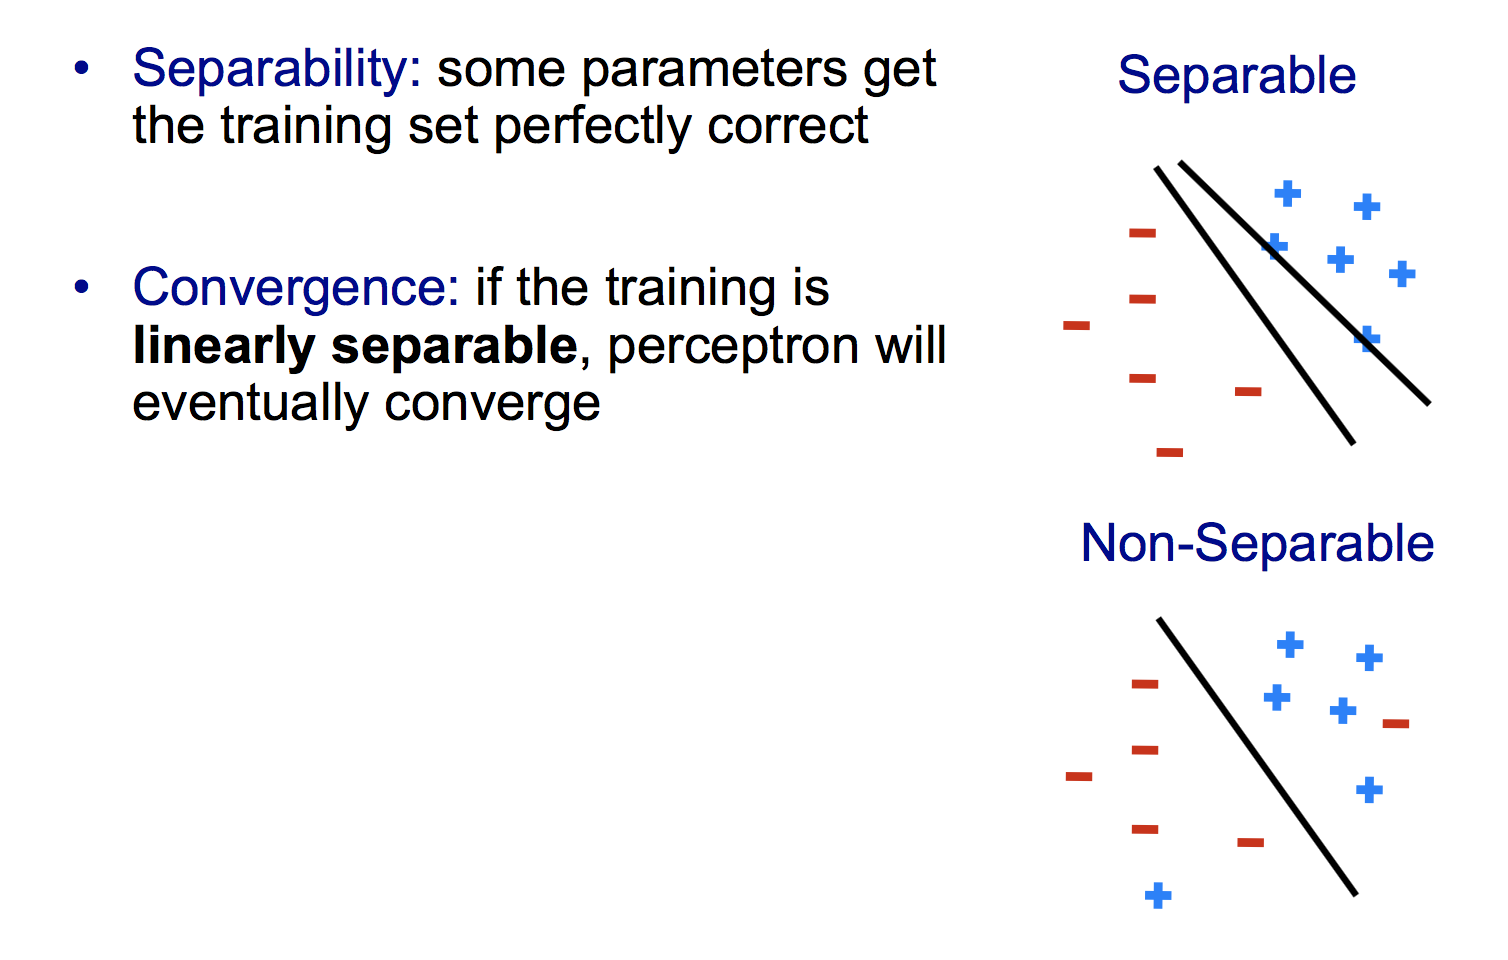 • Separability: some parameters get
the training set perfectly correct
• Convergence: if the training is
linearly separable, perceptron will
eventually converge
Separable
Non-Separable